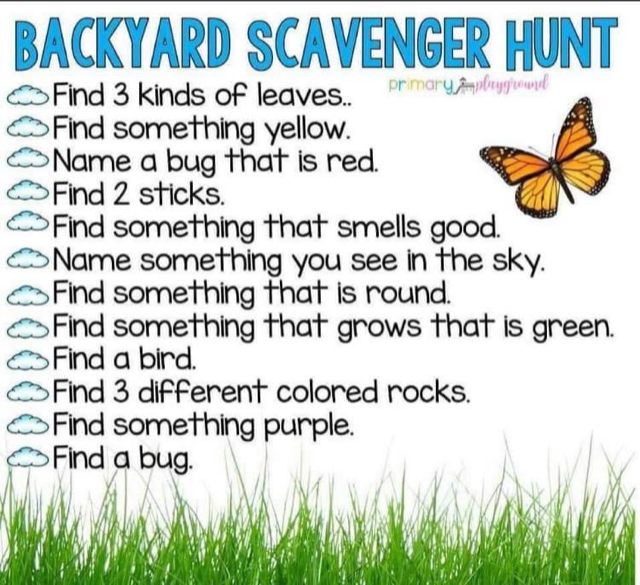 BACKYARD SCAVENGER HUNT
primary playground
Find 3 kinds of leaves..
Find something yellow.
Name a bug that is red.
Find 2 sticks.
Find something that smells good.
Name something you see in the sky.
Find something that is round.
Find something that grows that is green.
Find a bird.
Find 3 different colored rocks.
Find something purple.
Find a bug.